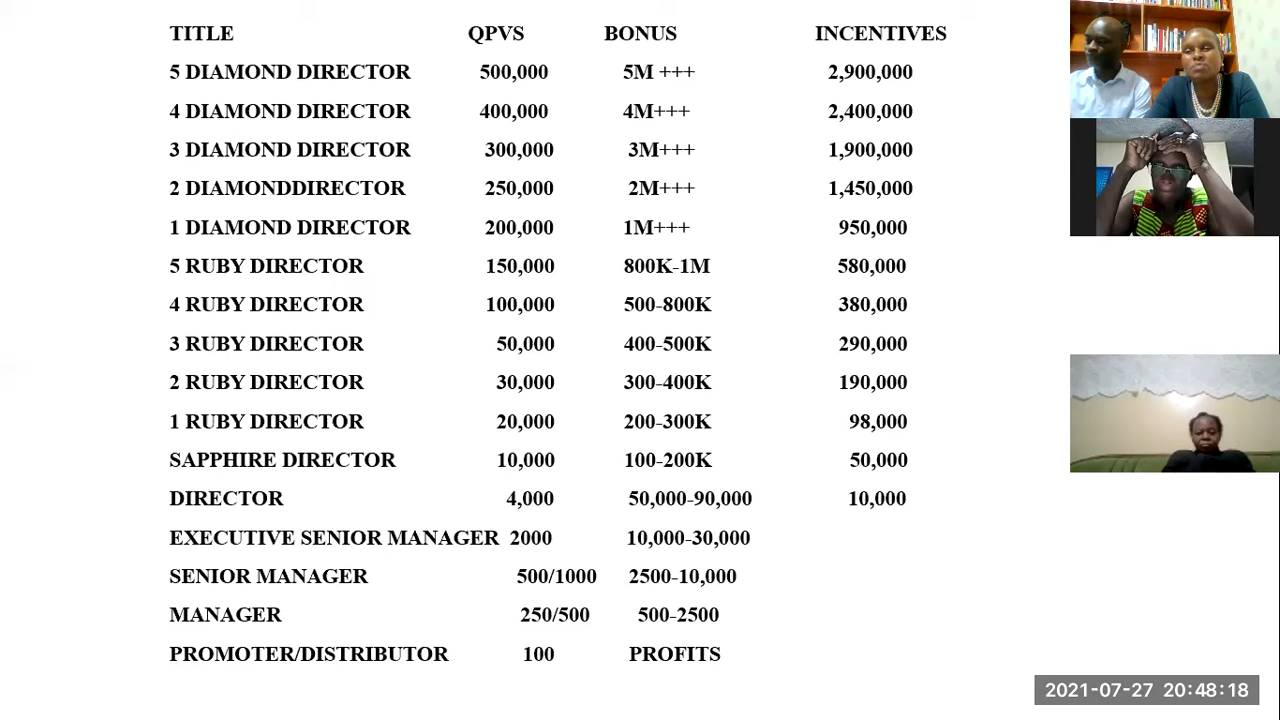 TITLE QPVS BONUS INCENTIVES
5 DIAMOND DIRECTOR 500,000 5M +++ 2,900,000
4 DIAMOND DIRECTOR 400,000 4M+++ 2,400,000
3 DIAMOND DIRECTOR 300,000 3M+++ 1,900,000
2 DIAMONDDIRECTOR 250,000 2M+++ 1,450,000
1 DIAMOND DIRECTOR 200,000 1M+++ 950,000
5 RUBY DIRECTOR 150,000 800K-1M 580,000
4 RUBY DIRECTOR 100,000 500-800K 380,000
3 RUBY DIRECTOR 50,000 400-500K 290,000
2 RUBY DIRECTOR 30,000 300-400K 190,000
1 RUBY DIRECTOR 20,000 200-300K 98,000
SAPPHIRE DIRECTOR 10,000 100-200K 50,000
DIRECTOR 4,000 50,000-90,000 10,000
EXECUTIVE SENIOR MANAGER 2000 10,000-30,000
SENIOR MANAGER 500/1000 2500-10,000
MANAGER 250/500 500-2500
PROMOTER/DISTRIBUTOR 100 PROFITS
2021-07-27 20:48:18